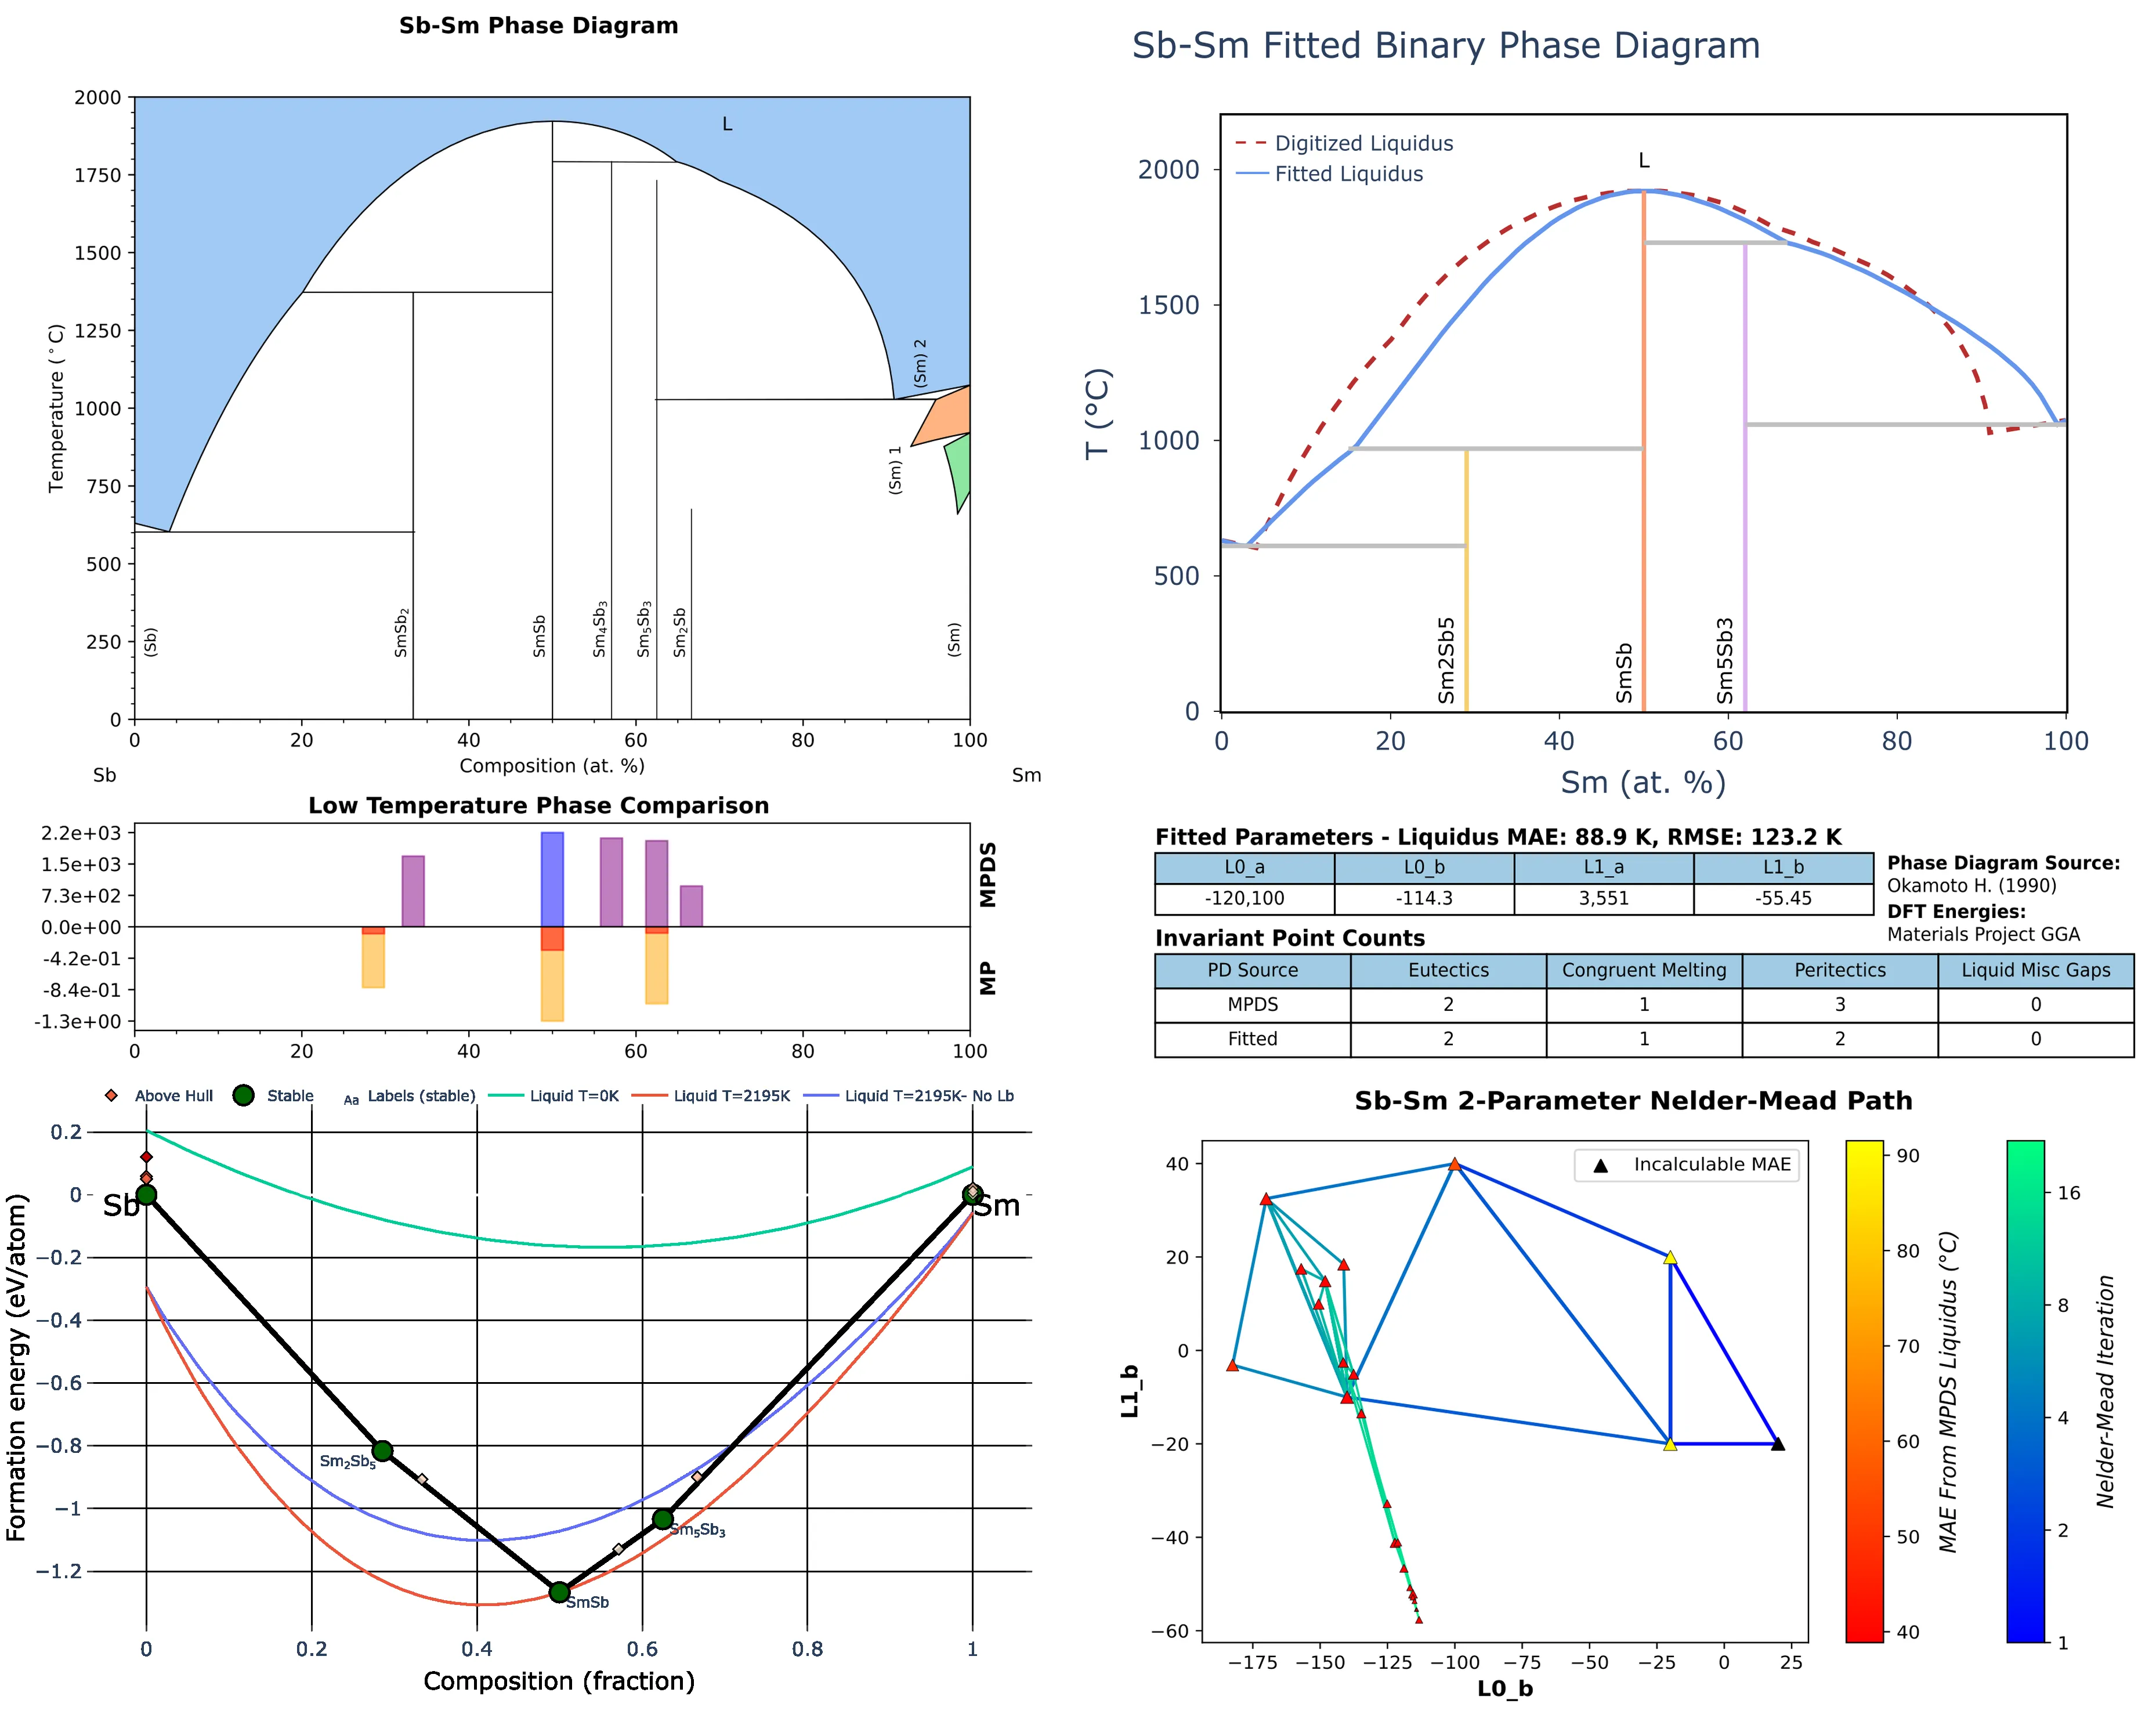 Sb-Sm Phase Diagram
2000
1750
1500
1250
1000
750
500
250
0
Temperature (°C)
L
(Sm) 2
(Sm) 1
(Sb)
SmSb₂
SmSb
Sm₄Sb₃
Sm₅Sb₃
Sm₂Sb
(Sm)
0 20 40 60 80 100
Composition (at. %)
Sb Sm
Sb-Sm Fitted Binary Phase Diagram
Digitized Liquidus
Fitted Liquidus
L
2000
1500
1000
500
0
T (°C)
Sm2Sb5
SmSb
Sm5Sb3
0 20 40 60 80 100
Sm (at. %)
Low Temperature Phase Comparison
2.2e+03
1.5e+03
7.3e+02
0.0e+00
-4.2e-01
-8.4e-01
-1.3e+00
MPDS
MP
0 20 40 60 80 100
Fitted Parameters - Liquidus MAE: 88.9 K, RMSE: 123.2 K
L0_a L0_b L1_a L1_b
-120,100 -114.3 3,551 -55.45
Phase Diagram Source:
Okamoto H. (1990)
DFT Energies:
Materials Project GGA
Invariant Point Counts
PD Source Eutectics Congruent Melting Peritectics Liquid Misc Gaps
MPDS 2 1 3 0
Fitted 2 1 2 0
Above Hull Stable Aa Labels (stable) Liquid T=0K Liquid T=2195K Liquid T=2195K- No Lb
0.2
0
−0.2
−0.4
−0.6
−0.8
−1
−1.2
Formation energy (eV/atom)
Sb
Sm
Sm₂Sb₅
Sm₅Sb₃
SmSb
0 0.2 0.4 0.6 0.8 1
Composition (fraction)
Sb-Sm 2-Parameter Nelder-Mead Path
Incalculable MAE
40
20
0
−20
−40
−60
L1_b
−175 −150 −125 −100 −75 −50 −25 0 25
L0_b
90
80
70
60
50
40
MAE From MPDS Liquidus (°C)
16
8
4
2
1
Nelder-Mead Iteration